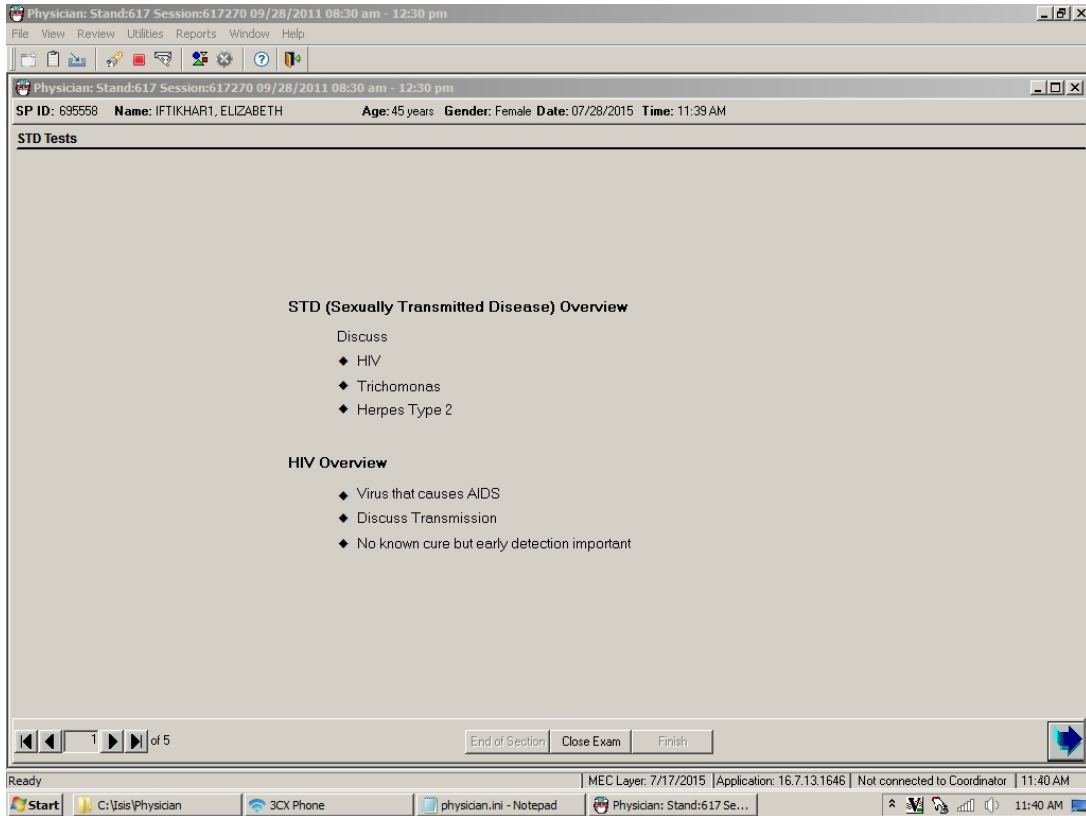 Physician: Stand:617 Session:617270 09/28/2011 08:30 am - 12:30 pm
File View Review Utilities Reports Window Help
Physician: Stand:617 Session:617270 09/28/2011 08:30 am - 12:30 pm
SP ID: 695558 Name: IFTIKHAR1, ELIZABETH Age: 45 years Gender: Female Date: 07/28/2015 Time: 11:39 AM
STD Tests
STD (Sexually Transmitted Disease) Overview
Discuss
◆ HIV
◆ Trichomonas
◆ Herpes Type 2
HIV Overview
◆ Virus that causes AIDS
◆ Discuss Transmission
◆ No known cure but early detection important
1 of 5 End of Section Close Exam Finish
Ready MEC Layer: 7/17/2015 Application: 16.7.13.1646 Not connected to Coordinator 11:40 AM
Start C:\Isis\Physician 3CX Phone physician.ini - Notepad Physician: Stand:617 Se... 11:40 AM